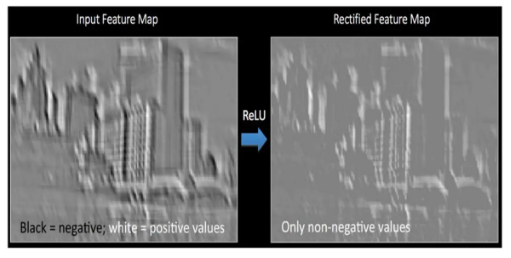 Input Feature Map
Rectified Feature Map
ReLU
Black = negative; white = positive values
Only non-negative values